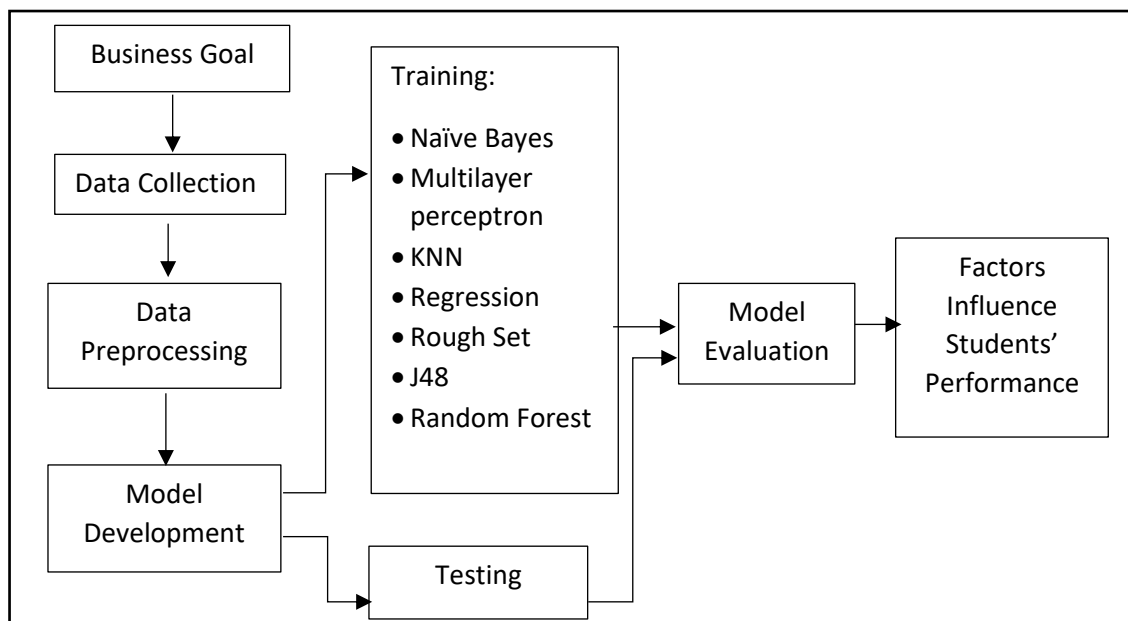 Business Goal
Data Collection
Data
Preprocessing
Model
Development
Training:
• Naïve Bayes
• Multilayer
perceptron
• KNN
• Regression
• Rough Set
• J48
• Random Forest
Testing
Model
Evaluation
Factors
Influence
Students’
Performance